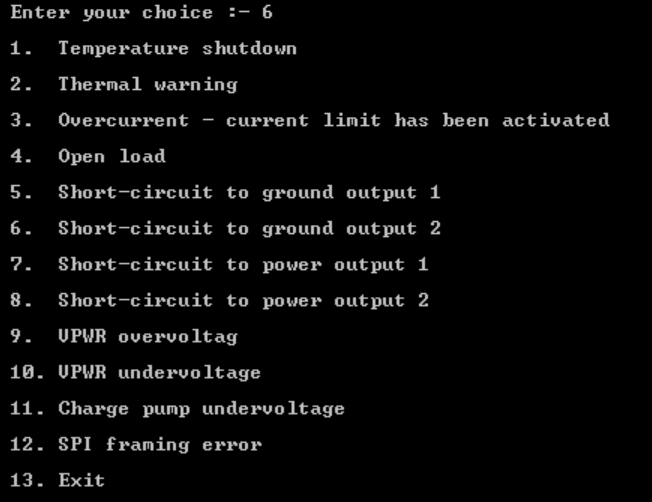 Enter your choice :- 6
1. Temperature shutdown
2. Thermal warning
3. Overcurrent - current limit has been activated
4. Open load
5. Short-circuit to ground output 1
6. Short-circuit to ground output 2
7. Short-circuit to power output 1
8. Short-circuit to power output 2
9. VPWR overvoltag
10. VPWR undervoltage
11. Charge pump undervoltage
12. SPI framing error
13. Exit